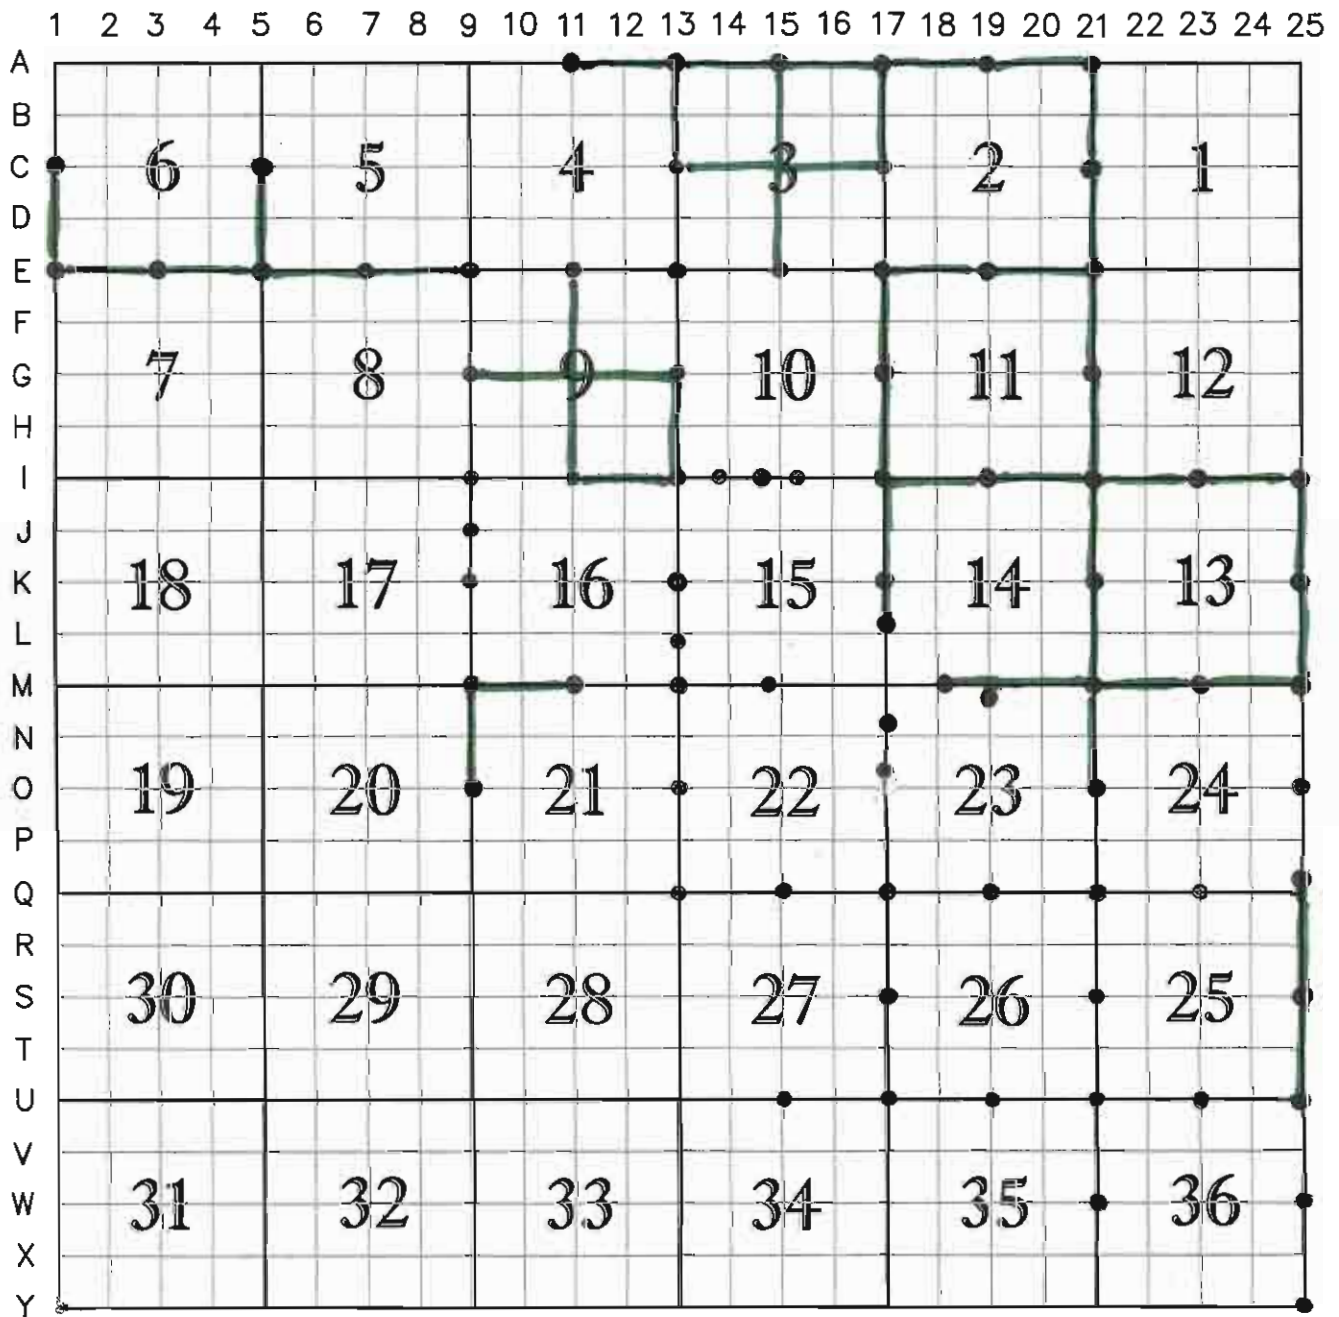 1 2 3 4 5 6 7 8 9 10 11 12 13 14 15 16 17 18 19 20 21 22 23 24 25
A
B
C 6 5 4 3 2 1
D
E
F
G 7 8 9 10 11 12
H
I
J
K 18 17 16 15 14 13
L
M
N
O 19 20 21 22 23 24
P
Q
R
S 30 29 28 27 26 25
T
U
V
W 31 32 33 34 35 36
X
Y